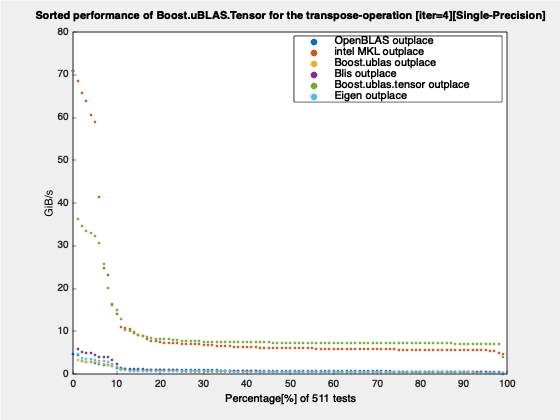 Sorted performance of Boost.uBLAS.Tensor for the transpose-operation [iter=4][Single-Precision]
80
70
60
50
40
30
20
10
0
GiB/s
OpenBLAS outplace
intel MKL outplace
Boost.ublas outplace
Blis outplace
Boost.ublas.tensor outplace
Eigen outplace
0 10 20 30 40 50 60 70 80 90 100
Percentage[%] of 511 tests